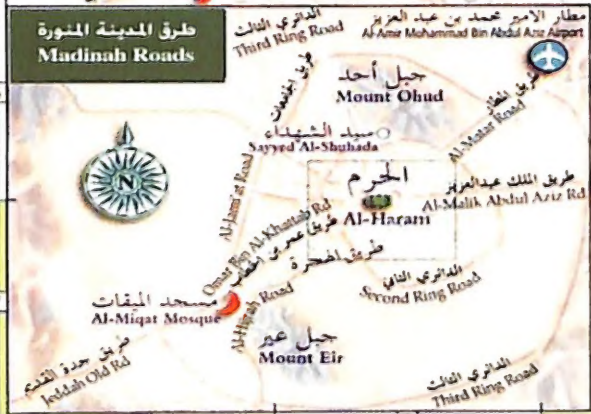 طرق المدينة المنورة
Madinah Roads
الدائري الثالث
Third Ring Road
مطار الامير محمد بن عبد العزيز
Al-Amir Mohammad Bin Abdul Aziz Airport
طريق المطار
Al-Matar Road
جبل أحد
Mount Ohud
طريق الجامعات
Al-Jami'at Road
سيد الشهداء
Sayyed Al-Shuhada
الحرم
Al-Haram
طريق الملك عبدالعزيز
Al-Malik Abdul Aziz Rd
N
Omar Bin Al-Khattab Rd
طريق عمر بن الخطاب
طريق الهجرة
Al-Hijrah Road
الدائري الثاني
Second Ring Road
مسجد الميقات
Al-Miqat Mosque
جبل عير
Mount Eir
طريق جدة القديم
Jeddah Old Rd
الدائري الثالث
Third Ring Road